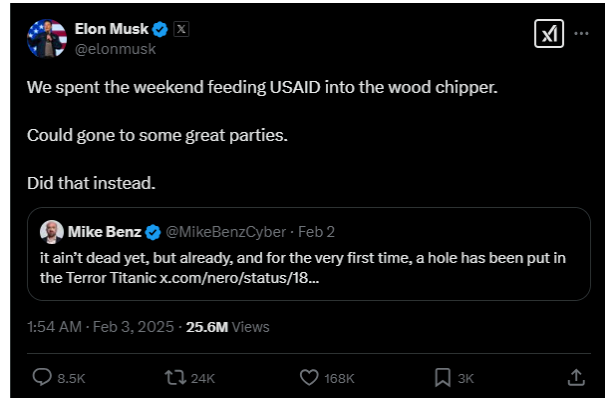 Elon Musk X
@elonmusk
We spent the weekend feeding USAID into the wood chipper.
Could gone to some great parties.
Did that instead.
Mike Benz @MikeBenzCyber · Feb 2
it ain’t dead yet, but already, and for the very first time, a hole has been put in
the Terror Titanic x.com/nero/status/18...
1:54 AM · Feb 3, 2025 · 25.6M Views
8.5K 24K 168K 3K